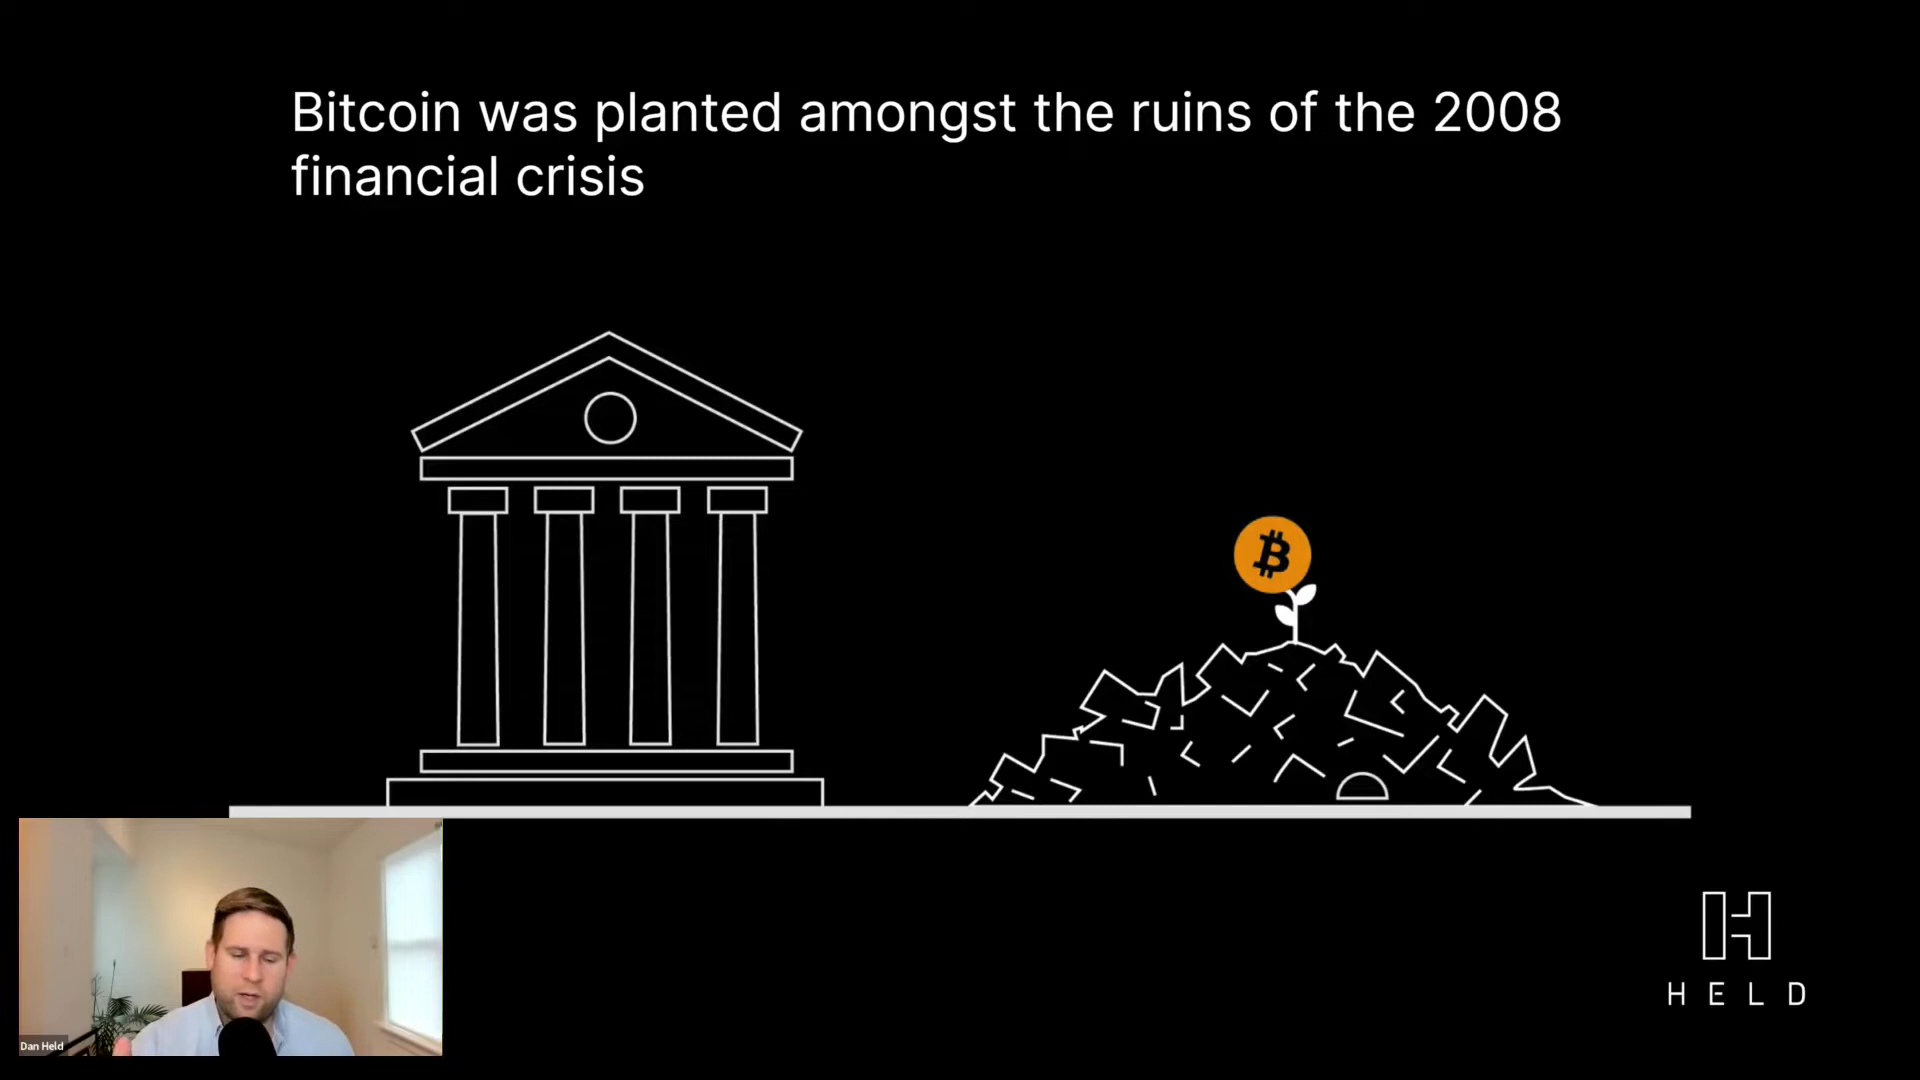 Bitcoin was planted amongst the ruins of the 2008
financial crisis
HELD
Dan Held